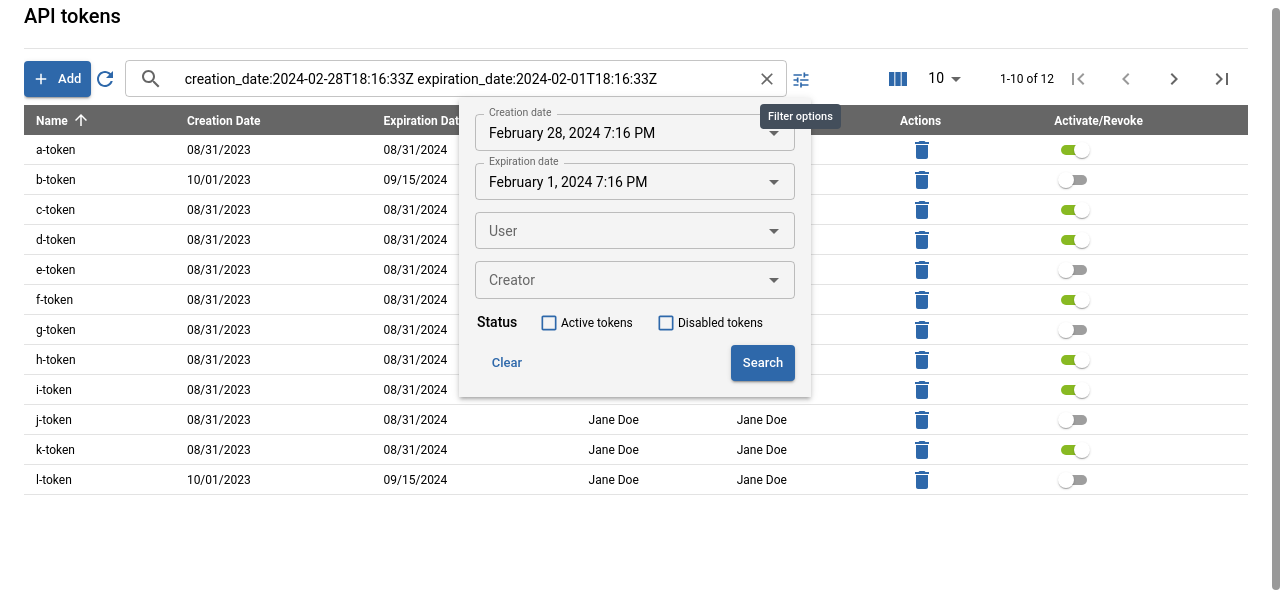 API tokens
Add
creation_date:2024-02-28T18:16:33Z expiration_date:2024-02-01T18:16:33Z
10
1-10 of 12
Name Creation Date Expiration Dat Actions Activate/Revoke
Filter options
Creation date
February 28, 2024 7:16 PM
Expiration date
February 1, 2024 7:16 PM
User
Creator
Status Active tokens Disabled tokens
Clear Search
a-token 08/31/2023 08/31/2024
b-token 10/01/2023 09/15/2024
c-token 08/31/2023 08/31/2024
d-token 08/31/2023 08/31/2024
e-token 08/31/2023 08/31/2024
f-token 08/31/2023 08/31/2024
g-token 08/31/2023 08/31/2024
h-token 08/31/2023 08/31/2024
i-token 08/31/2023 08/31/2024
j-token 08/31/2023 08/31/2024 Jane Doe Jane Doe
k-token 08/31/2023 08/31/2024 Jane Doe Jane Doe
l-token 10/01/2023 09/15/2024 Jane Doe Jane Doe